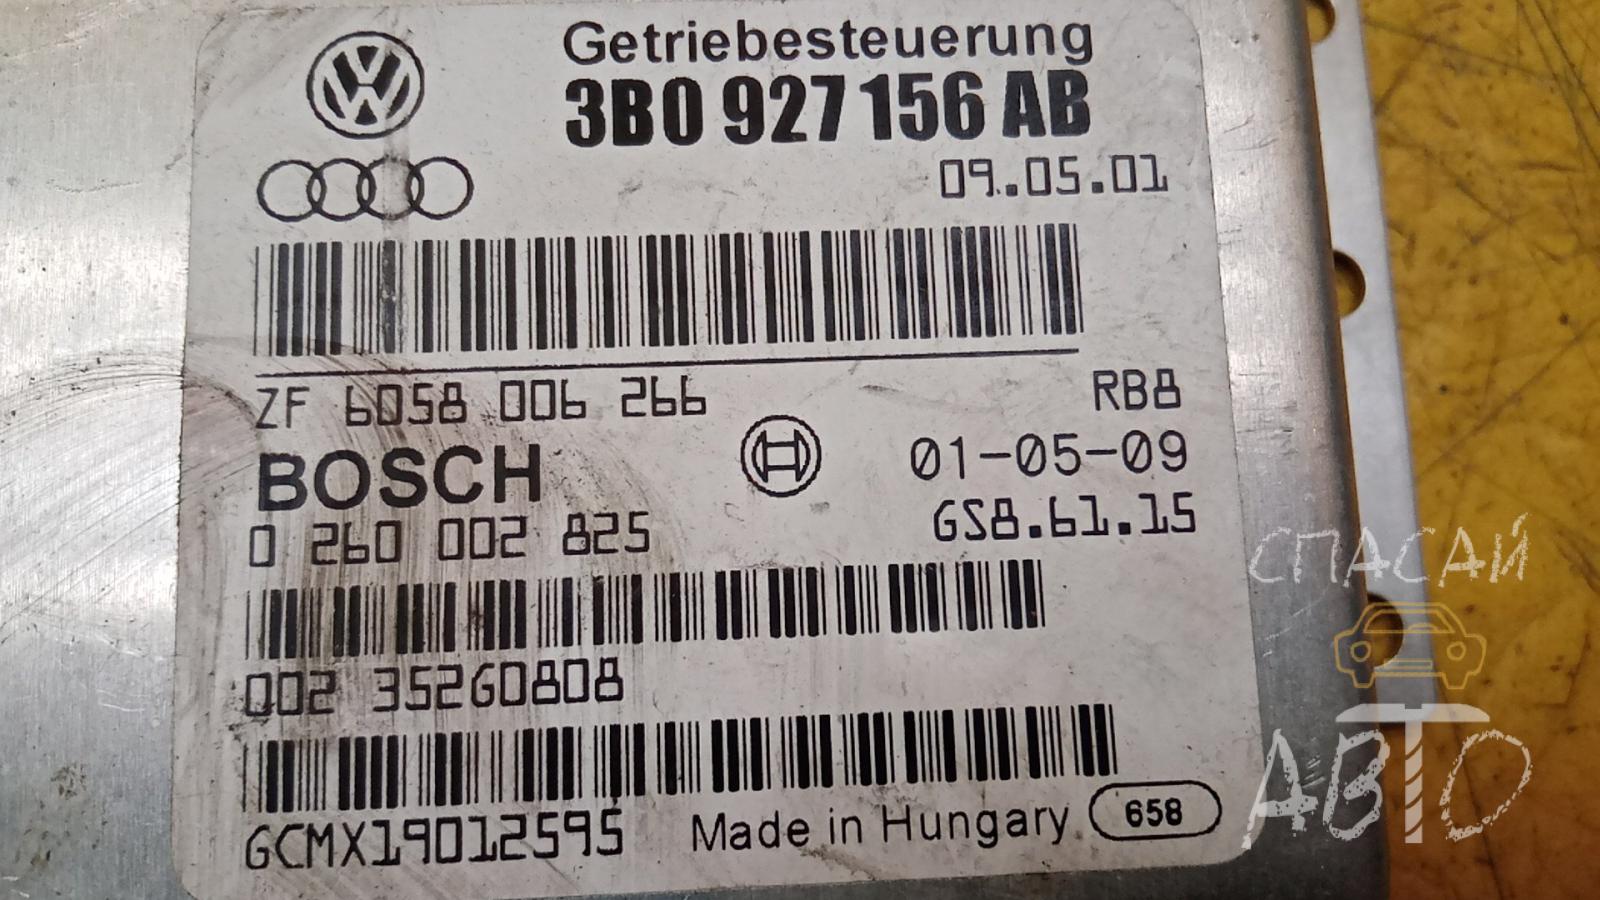 Getriebesteuerung
3B0 927 156 AB
09.05.01
ZF 6058 006 266 RB8
BOSCH 01-05-09
0 260 002 825 GS8.61.15
002 352G0808
GCMX19012595 Made in Hungary 658
СПАСАЙ
АВТО